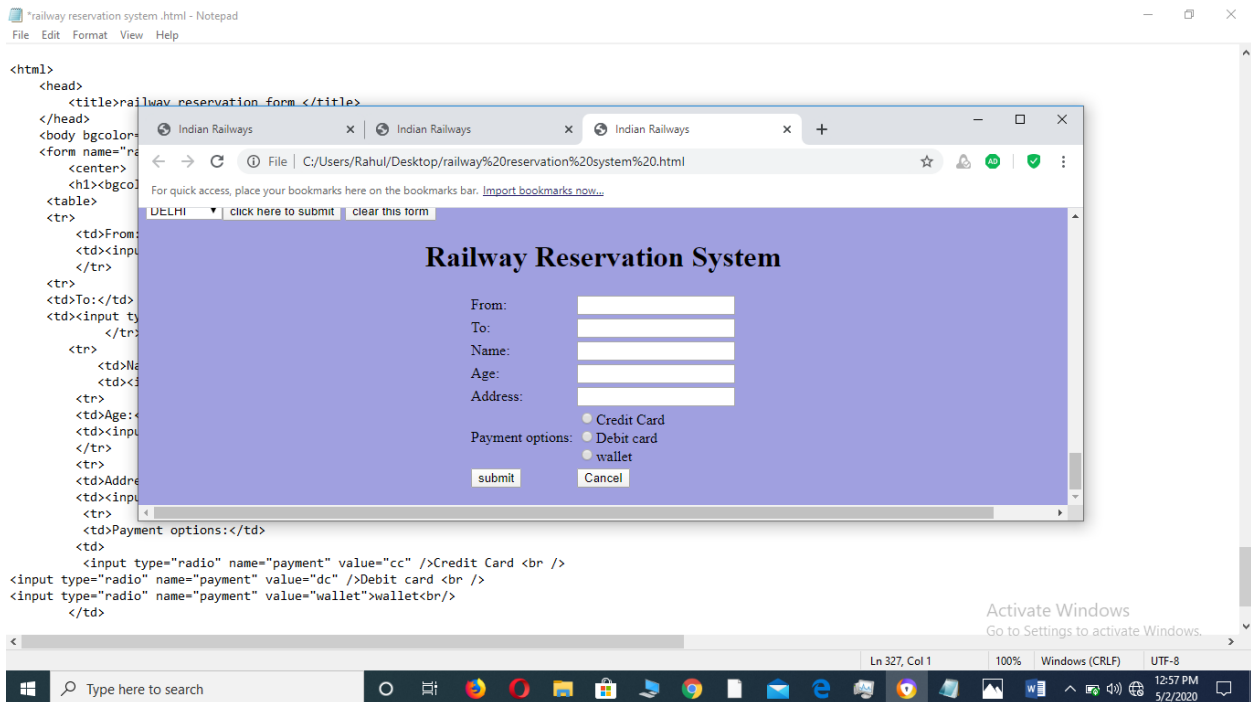 *railway reservation system .html - Notepad
File Edit Format View Help
<html>
<head>
<title>railway reservation form </title>
</head>
<body bgcolor=
<form name="ra
<center>
<h1><bgcol
<table>
<tr>
<td>From:
<td><inpu
</tr>
<tr>
<td>To:</td>
<td><input ty
</tr>
<tr>
<td>Na
<td><i
<tr>
<td>Age:<
<td><inpu
</tr>
<tr>
<td>Addre
<td><inpu
<tr>
<td>Payment options:</td>
<td>
<input type="radio" name="payment" value="cc" />Credit Card <br />
<input type="radio" name="payment" value="dc" />Debit card <br />
<input type="radio" name="payment" value="wallet">wallet<br/>
</td>
Indian Railways
Indian Railways
Indian Railways
File | C:/Users/Rahul/Desktop/railway%20reservation%20system%20.html
AD
For quick access, place your bookmarks here on the bookmarks bar. Import bookmarks now...
DELHI click here to submit clear this form
Railway Reservation System
From:
To:
Name:
Age:
Address:
Payment options:
Credit Card
Debit card
wallet
submit Cancel
Activate Windows
Go to Settings to activate Windows.
Ln 327, Col 1 100% Windows (CRLF) UTF-8
Type here to search
12:57 PM
5/2/2020